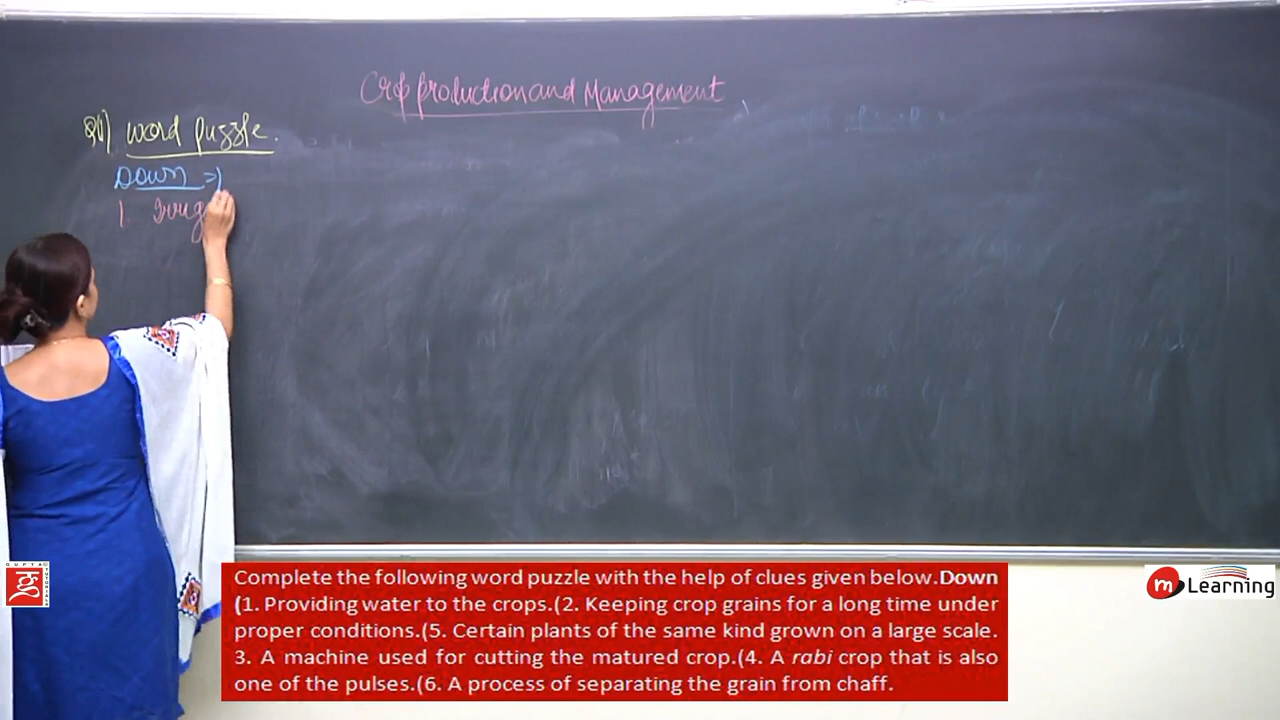 Crop Production and Management
Q11) word puzzle.
Down =>
1. Irrig
Complete the following word puzzle with the help of clues given below.Down
(1. Providing water to the crops.(2. Keeping crop grains for a long time under
proper conditions.(5. Certain plants of the same kind grown on a large scale.
3. A machine used for cutting the matured crop.(4. A rabi crop that is also
one of the pulses.(6. A process of separating the grain from chaff.
GUPTA
TUTORIALS
m Learning